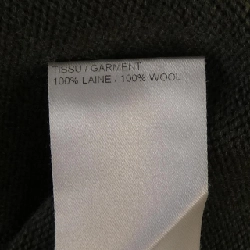 TISSU / GARMENT
100% LAINE / 100% WOOL